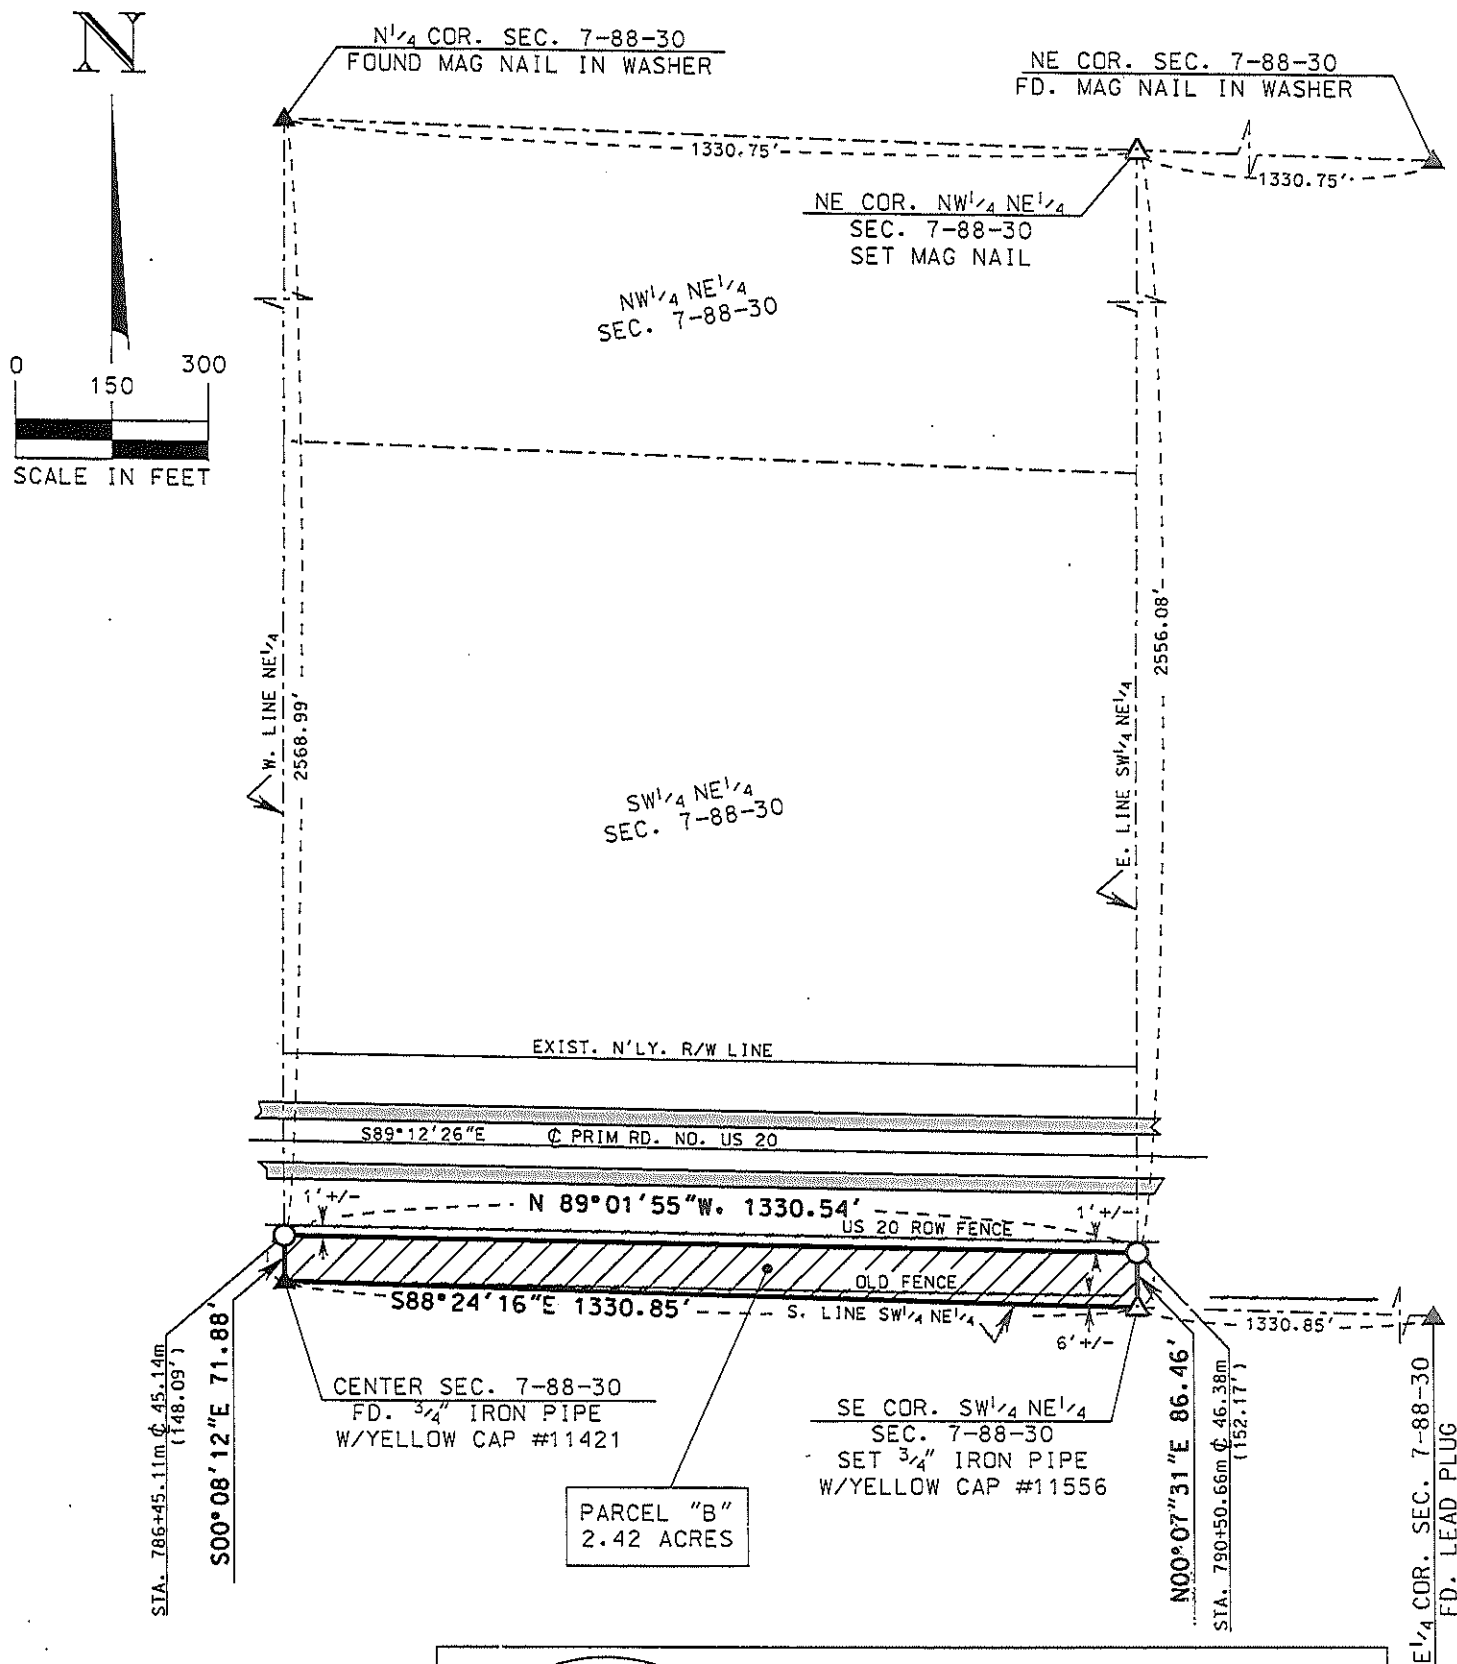 N
N1/4 COR. SEC. 7-88-30
FOUND MAG NAIL IN WASHER
NE COR. SEC. 7-88-30
FD. MAG NAIL IN WASHER
1330.75'
1330.75'
NE COR. NW1/4 NE1/4
SEC. 7-88-30
SET MAG NAIL
NW1/4 NE1/4
SEC. 7-88-30
0 150 300
SCALE IN FEET
W. LINE NE1/4
2568.99'
2556.08'
E. LINE SW1/4 NE1/4
SW1/4 NE1/4
SEC. 7-88-30
EXIST. N'LY. R/W LINE
S89°12'26"E ℄ PRIM RD. NO. US 20
1'+/-
N 89°01'55"W. 1330.54'
1'+/-
US 20 ROW FENCE
OLD FENCE
S88°24'16"E 1330.85'
S. LINE SW1/4 NE1/4
6'+/-
1330.85'
STA. 786+45.11m ℄ 45.14m
(148.09')
S00°08'12"E 71.88'
CENTER SEC. 7-88-30
FD. 3/4" IRON PIPE
W/YELLOW CAP #11421
SE COR. SW1/4 NE1/4
SEC. 7-88-30
SET 3/4" IRON PIPE
W/YELLOW CAP #11556
PARCEL "B"
2.42 ACRES
N00°07'31"E 86.46'
STA. 790+50.66m ℄ 46.38m
(152.17')
E1/4 COR. SEC. 7-88-30
FD. LEAD PLUG